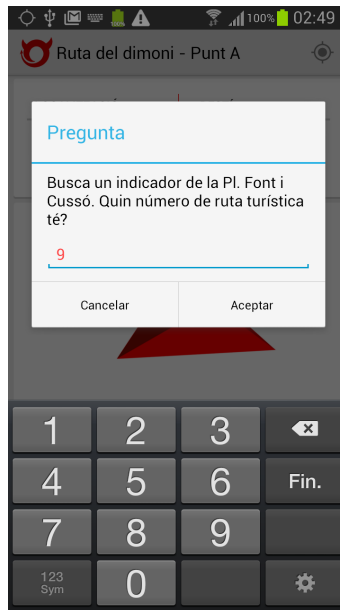 100% 02:49
Ruta del dimoni - Punt A
Pregunta
Busca un indicador de la Pl. Font i
Cussó. Quin número de ruta turística
té?
9
Cancelar Aceptar
1 2 3
4 5 6 Fin.
7 8 9
123
Sym 0